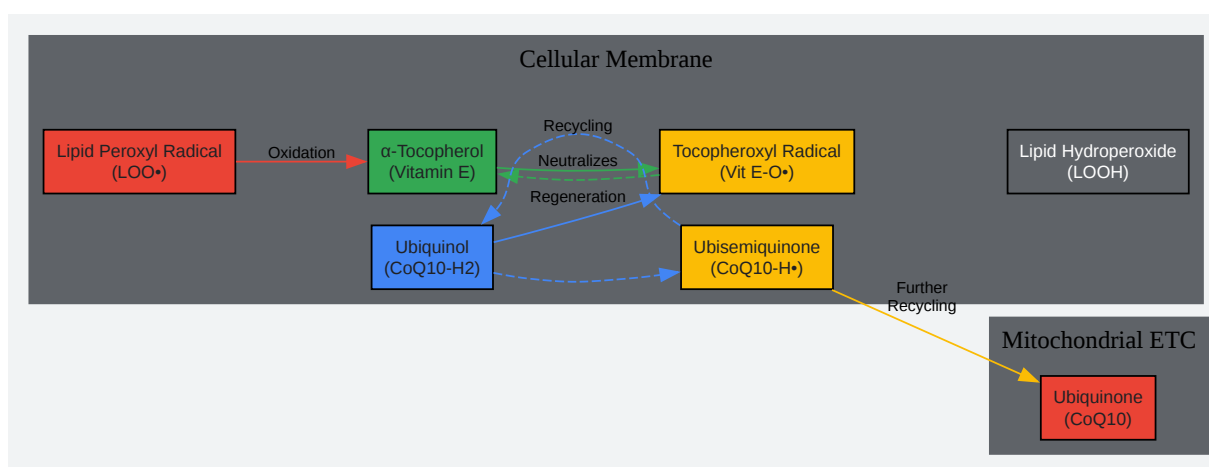 Cellular Membrane
Lipid Peroxyl Radical
(LOO•)
Oxidation
α-Tocopherol
(Vitamin E)
Recycling
Neutralizes
Regeneration
Tocopheroxyl Radical
(Vit E-O•)
Lipid Hydroperoxide
(LOOH)
Ubiquinol
(CoQ10-H2)
Ubisemiquinone
(CoQ10-H•)
Further
Recycling
Mitochondrial ETC
Ubiquinone
(CoQ10)